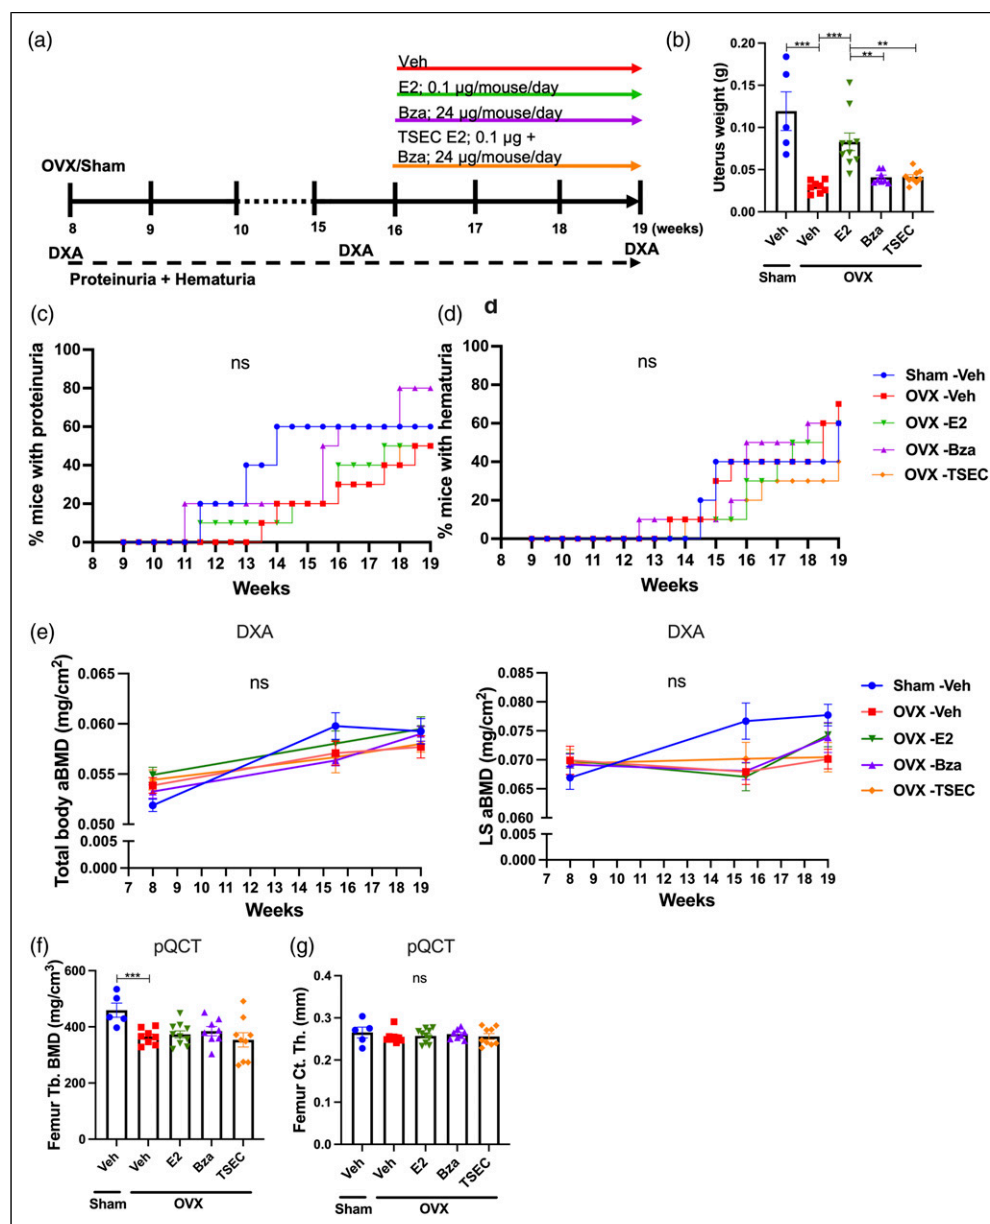 (a)
Veh
E2; 0.1 µg/mouse/day
Bza; 24 µg/mouse/day
TSEC E2; 0.1 µg +
Bza; 24 µg/mouse/day
OVX/Sham
8 9 10 15 16 17 18 19 (weeks)
DXA DXA DXA
Proteinuria + Hematuria
(b)
*** *** ** **
Uterus weight (g)
0.20
0.15
0.10
0.05
0.00
Veh Veh E2 Bza TSEC
Sham OVX
(c)
ns
% mice with proteinuria
100
80
60
40
20
0
8 9 10 11 12 13 14 15 16 17 18 19
Weeks
(d) d
ns
% mice with hematuria
100
80
60
40
20
0
8 9 10 11 12 13 14 15 16 17 18 19
Weeks
Sham -Veh
OVX -Veh
OVX -E2
OVX -Bza
OVX -TSEC
(e)
DXA
ns
Total body aBMD (mg/cm²)
0.065
0.060
0.055
0.050
0.005
0.000
7 8 9 10 11 12 13 14 15 16 17 18 19
Weeks
DXA
ns
LS aBMD (mg/cm²)
0.085
0.080
0.075
0.070
0.065
0.060
0.005
0.000
7 8 9 10 11 12 13 14 15 16 17 18 19
Weeks
Sham -Veh
OVX -Veh
OVX -E2
OVX -Bza
OVX -TSEC
(f)
pQCT
***
Femur Tb. BMD (mg/cm³)
600
400
200
0
Veh Veh E2 Bza TSEC
Sham OVX
(g)
pQCT
ns
Femur Ct. Th. (mm)
0.4
0.3
0.2
0.1
0.0
Veh Veh E2 Bza TSEC
Sham OVX